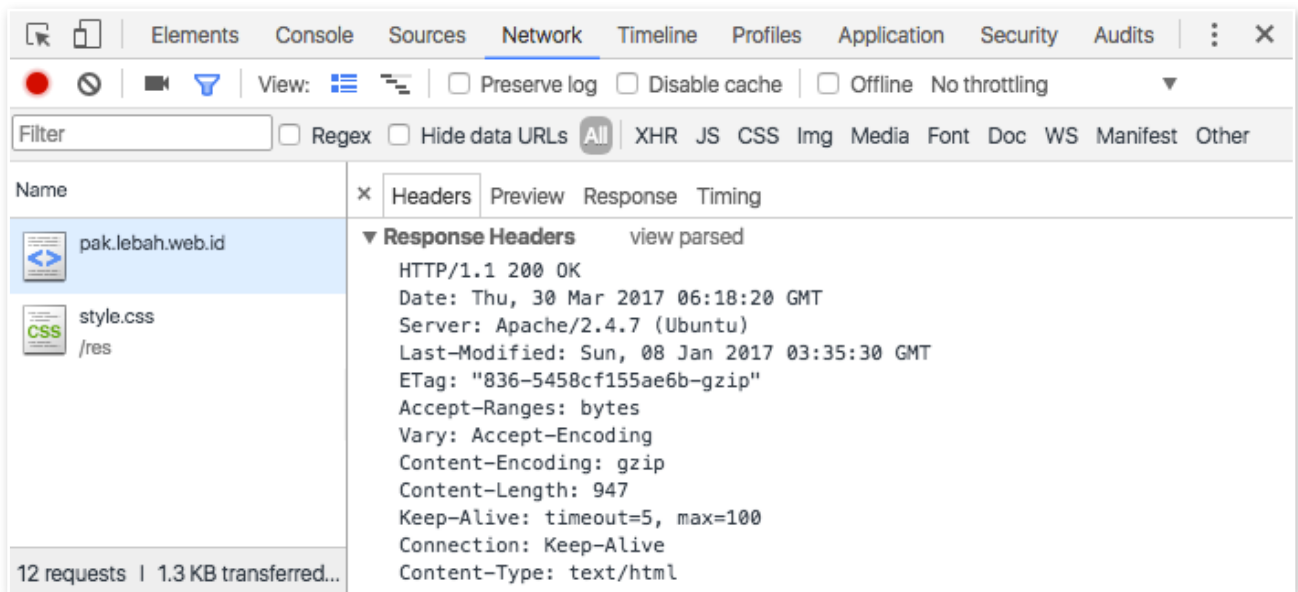 Elements Console Sources Network Timeline Profiles Application Security Audits
View: Preserve log Disable cache Offline No throttling
Filter Regex Hide data URLs All XHR JS CSS Img Media Font Doc WS Manifest Other
Name
pak.lebah.web.id
css style.css
/res
12 requests | 1.3 KB transferred...
Headers Preview Response Timing
Response Headers view parsed
HTTP/1.1 200 OK
Date: Thu, 30 Mar 2017 06:18:20 GMT
Server: Apache/2.4.7 (Ubuntu)
Last-Modified: Sun, 08 Jan 2017 03:35:30 GMT
ETag: "836-5458cf155ae6b-gzip"
Accept-Ranges: bytes
Vary: Accept-Encoding
Content-Encoding: gzip
Content-Length: 947
Keep-Alive: timeout=5, max=100
Connection: Keep-Alive
Content-Type: text/html